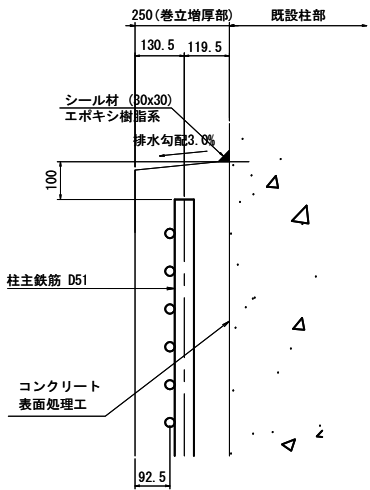 250(巻立増厚部) 既設柱部
130.5 119.5
シール材 (30x30)
エポキシ樹脂系
排水勾配3.0%
100
柱主鉄筋 D51
コンクリート
表面処理工
92.5